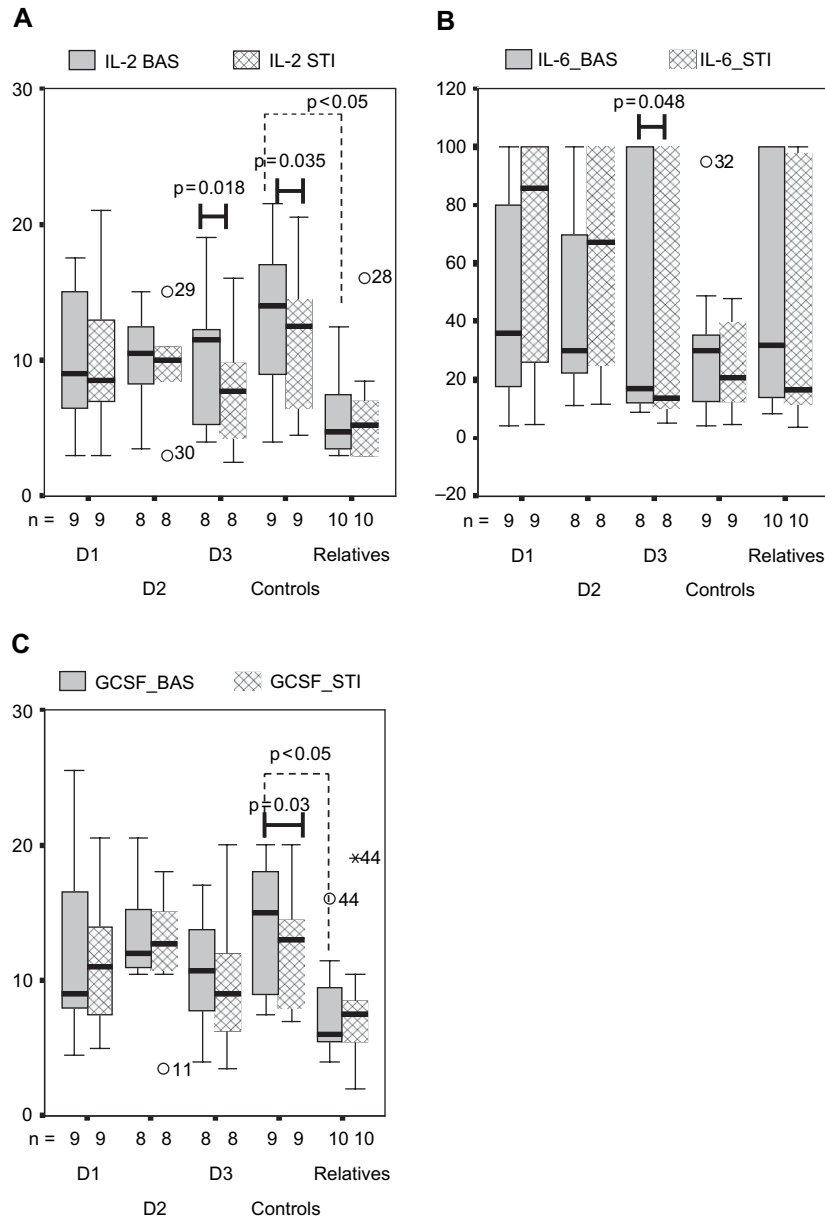 A
IL-2 BAS IL-2 STI
30
20
10
0
p<0.05
p=0.035
p=0.018
29
30
28
n = 9 9 8 8 8 8 9 9 10 10
D1 D3 Relatives
D2 Controls
B
IL-6_BAS IL-6_STI
120
100
80
60
40
20
0
–20
p=0.048
32
n = 9 9 8 8 8 8 9 9 10 10
D1 D3 Relatives
D2 Controls
C
GCSF_BAS GCSF_STI
30
20
10
0
p<0.05
p=0.03
44
44
11
n = 9 9 8 8 8 8 9 9 10 10
D1 D3 Relatives
D2 Controls